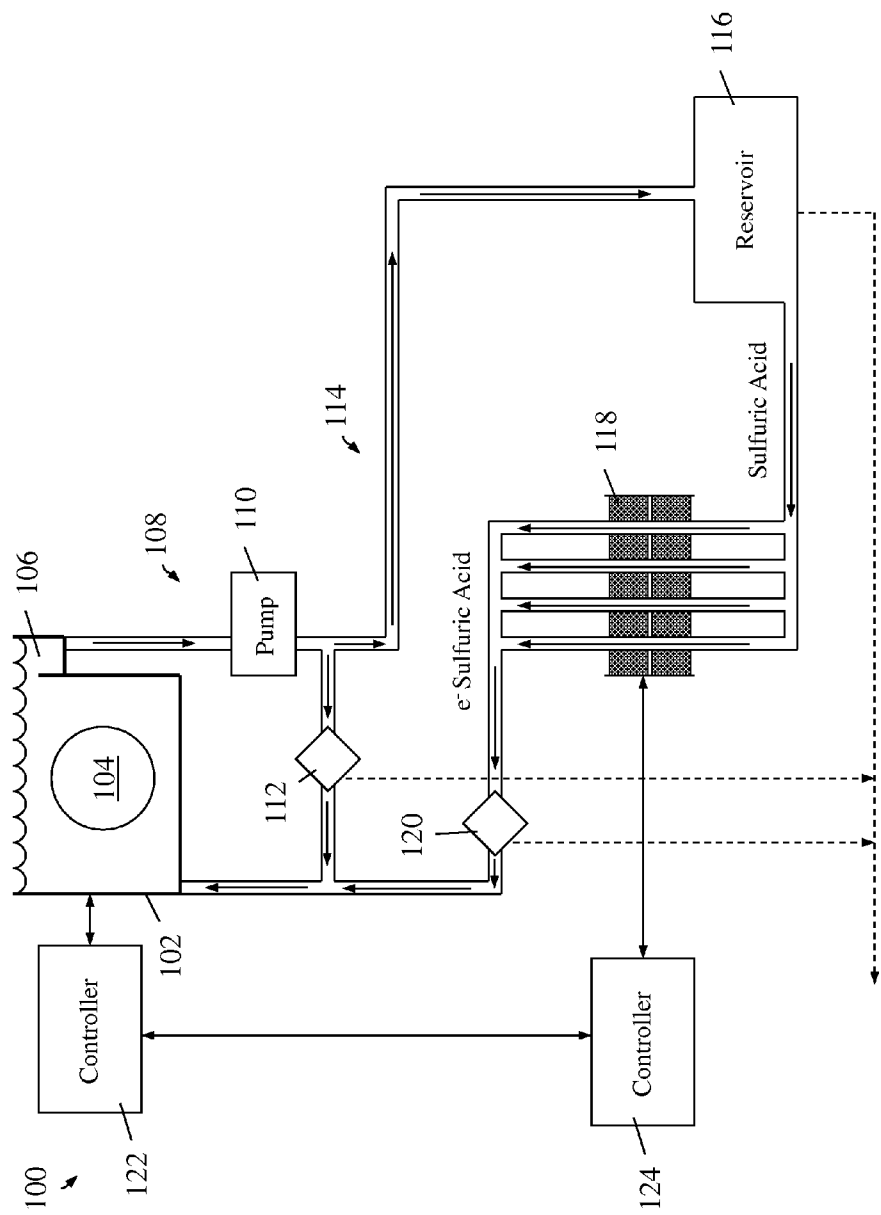 100
122
Controller
102
104
106
108
Pump
110
112
114
116
Reservoir
Sulfuric Acid
118
e- Sulfuric Acid
120
Controller
124